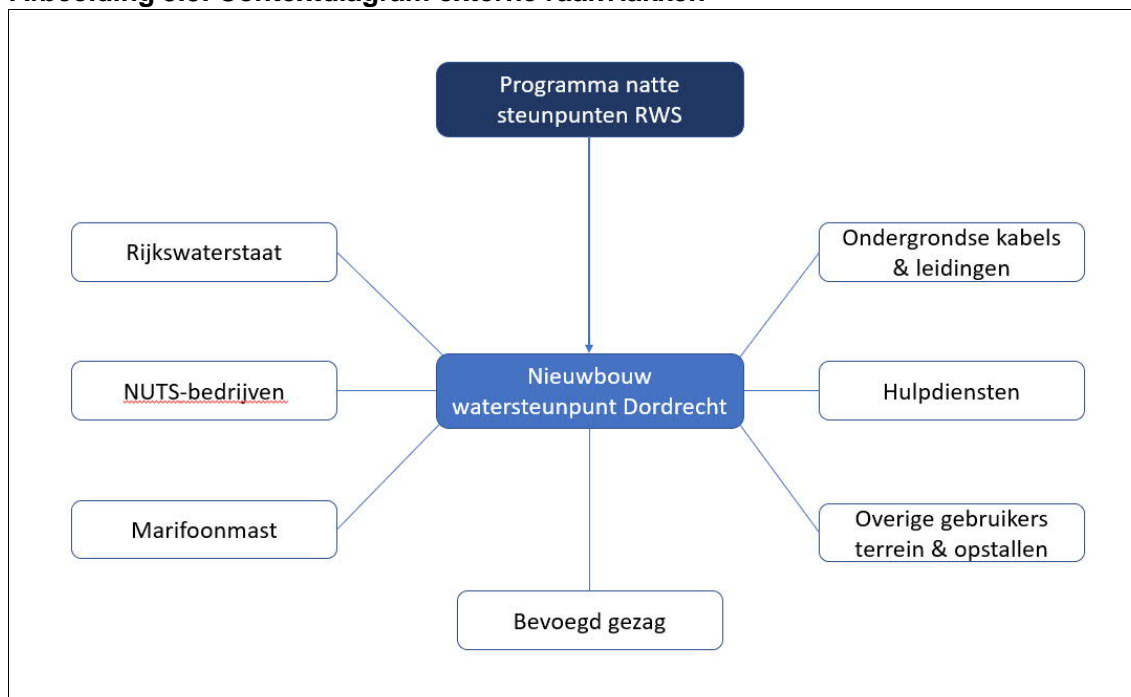 Programma natte
steunpunten RWS
Rijkswaterstaat
Ondergrondse kabels
& leidingen
NUTS-bedrijven
Nieuwbouw
watersteunpunt Dordrecht
Hulpdiensten
Marifoonmast
Overige gebruikers
terrein & opstallen
Bevoegd gezag